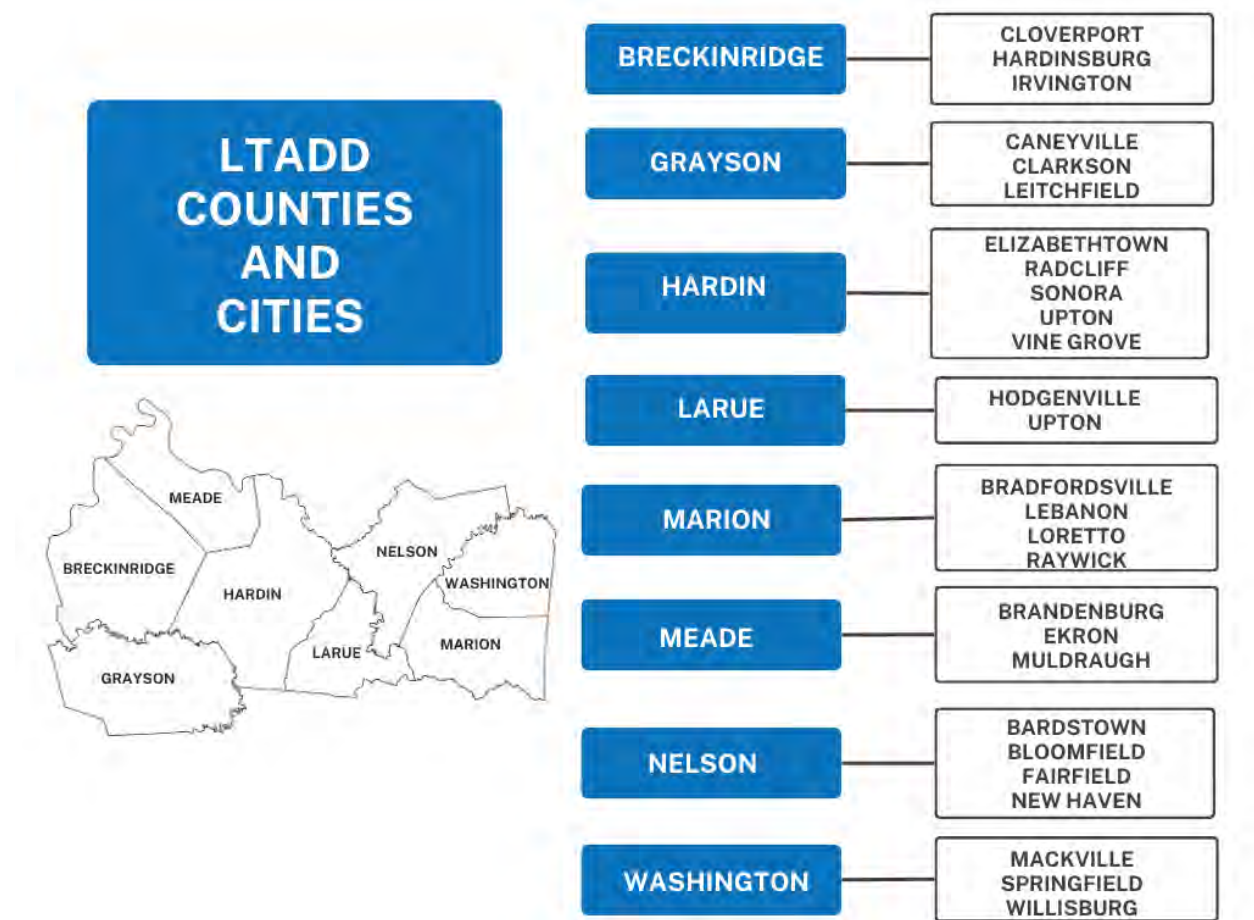 LTADD
COUNTIES
AND
CITIES
MEADE
BRECKINRIDGE
HARDIN
NELSON
WASHINGTON
LARUE
MARION
GRAYSON
BRECKINRIDGE
CLOVERPORT
HARDINSBURG
IRVINGTON
GRAYSON
CANEYVILLE
CLARKSON
LEITCHFIELD
HARDIN
ELIZABETHTOWN
RADCLIFF
SONORA
UPTON
VINE GROVE
LARUE
HODGENVILLE
UPTON
MARION
BRADFORDSVILLE
LEBANON
LORETTO
RAYWICK
MEADE
BRANDENBURG
EKRON
MULDRAUGH
NELSON
BARDSTOWN
BLOOMFIELD
FAIRFIELD
NEW HAVEN
WASHINGTON
MACKVILLE
SPRINGFIELD
WILLISBURG